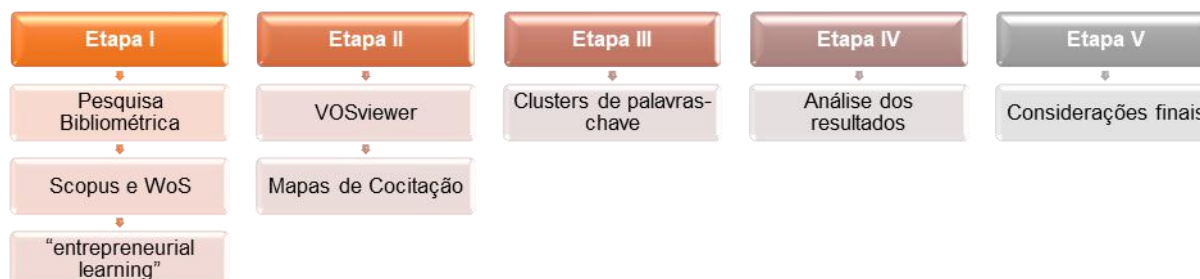 Etapa I
Pesquisa
Bibliométrica
Scopus e WoS
“entrepreneurial
learning”
Etapa II
VOSviewer
Mapas de Cocitação
Etapa III
Clusters de palavras-
chave
Etapa IV
Análise dos
resultados
Etapa V
Considerações finais